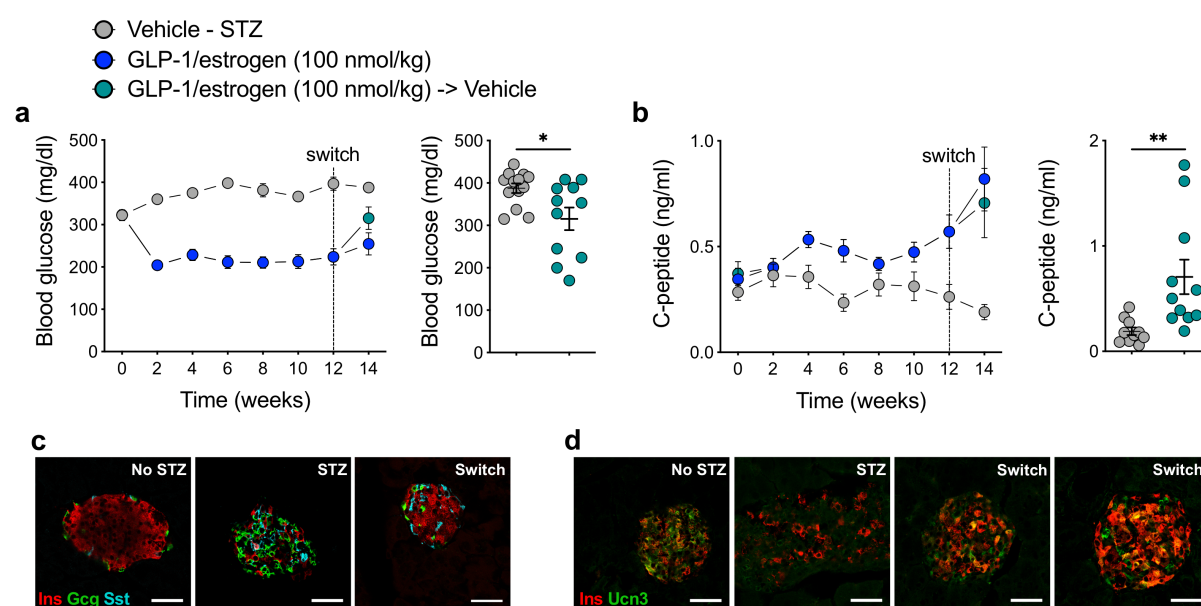 Vehicle - STZ
GLP-1/estrogen (100 nmol/kg)
GLP-1/estrogen (100 nmol/kg) -> Vehicle
a
Blood glucose (mg/dl)
500
400
300
200
100
0
switch
0 2 4 6 8 10 12 14
Time (weeks)
Blood glucose (mg/dl)
500
400
300
200
100
0
*
b
C-peptide (ng/ml)
1.0
0.5
0.0
switch
0 2 4 6 8 10 12 14
Time (weeks)
C-peptide (ng/ml)
2
1
0
**
c
No STZ
Ins Gcg Sst
STZ
Switch
d
No STZ
Ins Ucn3
STZ
Switch
Switch